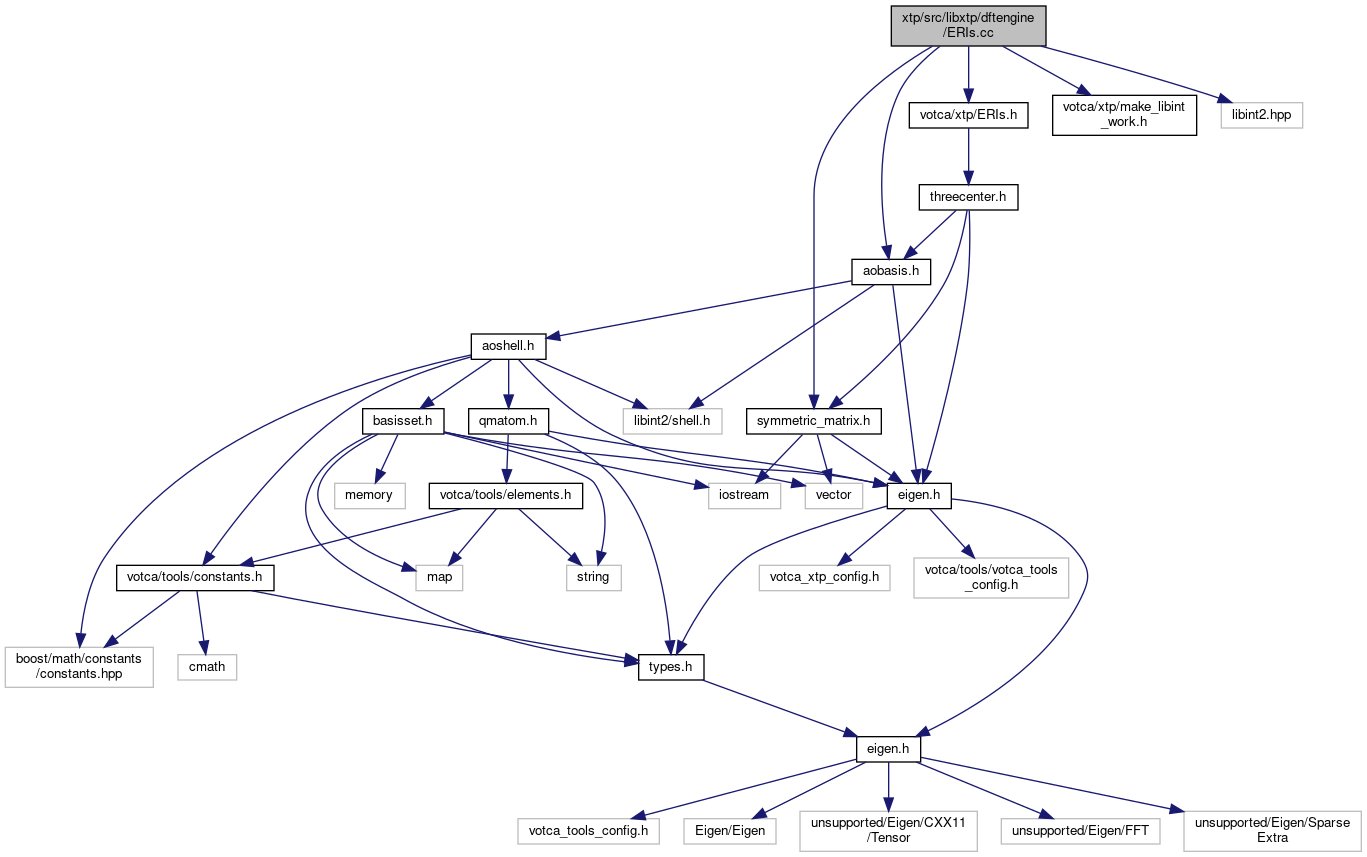 xtp/src/libxtp/dftengine
/ERIs.cc
votca/xtp/ERIs.h
votca/xtp/make_libint
_work.h
libint2.hpp
threecenter.h
aobasis.h
aoshell.h
basisset.h
qmatom.h
libint2/shell.h
symmetric_matrix.h
memory
votca/tools/elements.h
iostream
vector
eigen.h
votca/tools/constants.h
map
string
votca_xtp_config.h
votca/tools/votca_tools
_config.h
boost/math/constants
/constants.hpp
cmath
types.h
eigen.h
votca_tools_config.h
Eigen/Eigen
unsupported/Eigen/CXX11
/Tensor
unsupported/Eigen/FFT
unsupported/Eigen/Sparse
Extra